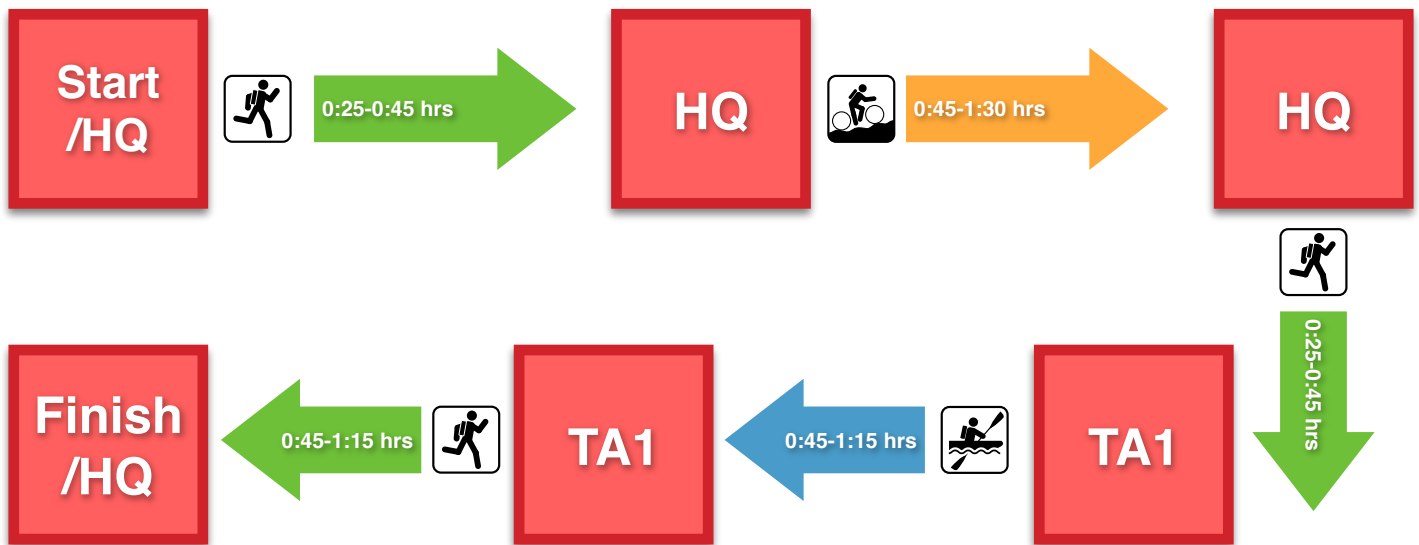 Start
/HQ
0:25-0:45 hrs
HQ
0:45-1:30 hrs
HQ
0:25-0:45 hrs
TA1
0:45-1:15 hrs
TA1
0:45-1:15 hrs
Finish
/HQ